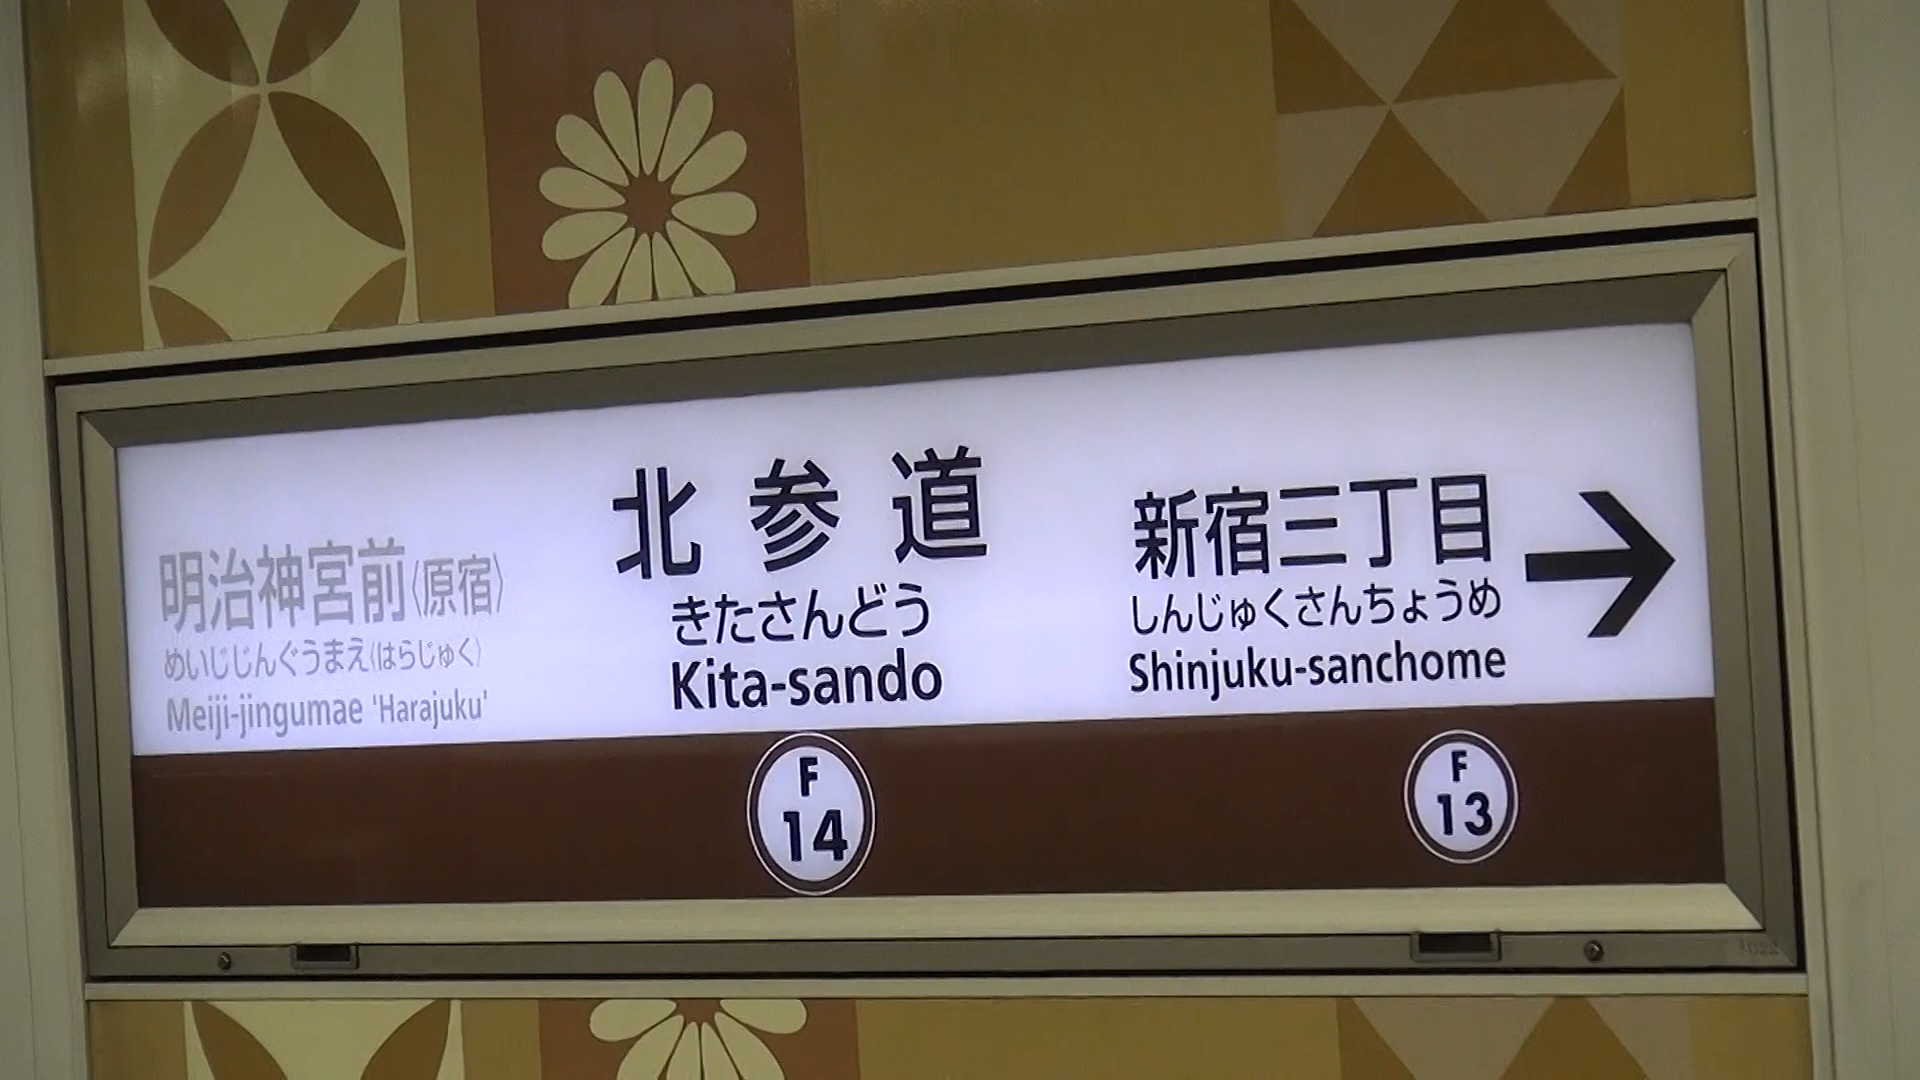 明治神宮前〈原宿〉
めいじじんぐうまえ〈はらじゅく〉
Meiji-jingumae 'Harajuku'
北参道
きたさんどう
Kita-sando
F
14
新宿三丁目
しんじゅくさんちょうめ
Shinjuku-sanchome
F
13